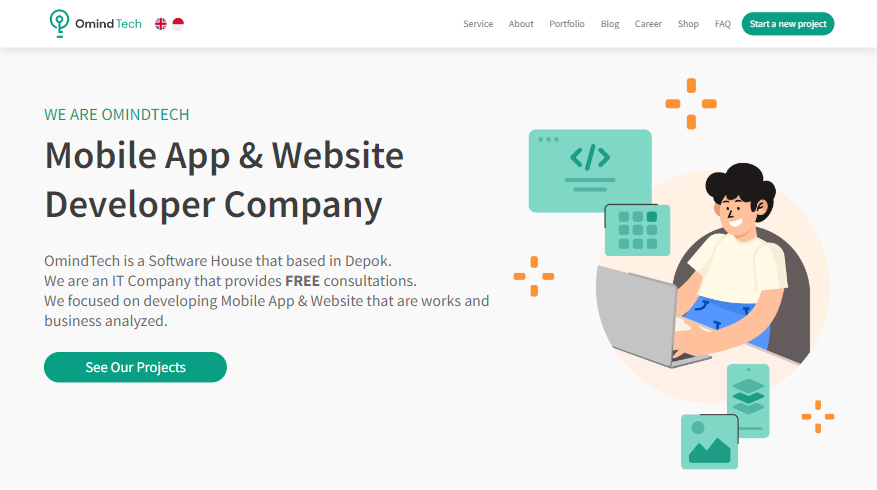 Omind Tech
Service About Portfolio Blog Career Shop FAQ Start a new project
WE ARE OMINDTECH
Mobile App & Website
Developer Company
OmindTech is a Software House that based in Depok.
We are an IT Company that provides FREE consultations.
We focused on developing Mobile App & Website that are works and
business analyzed.
See Our Projects